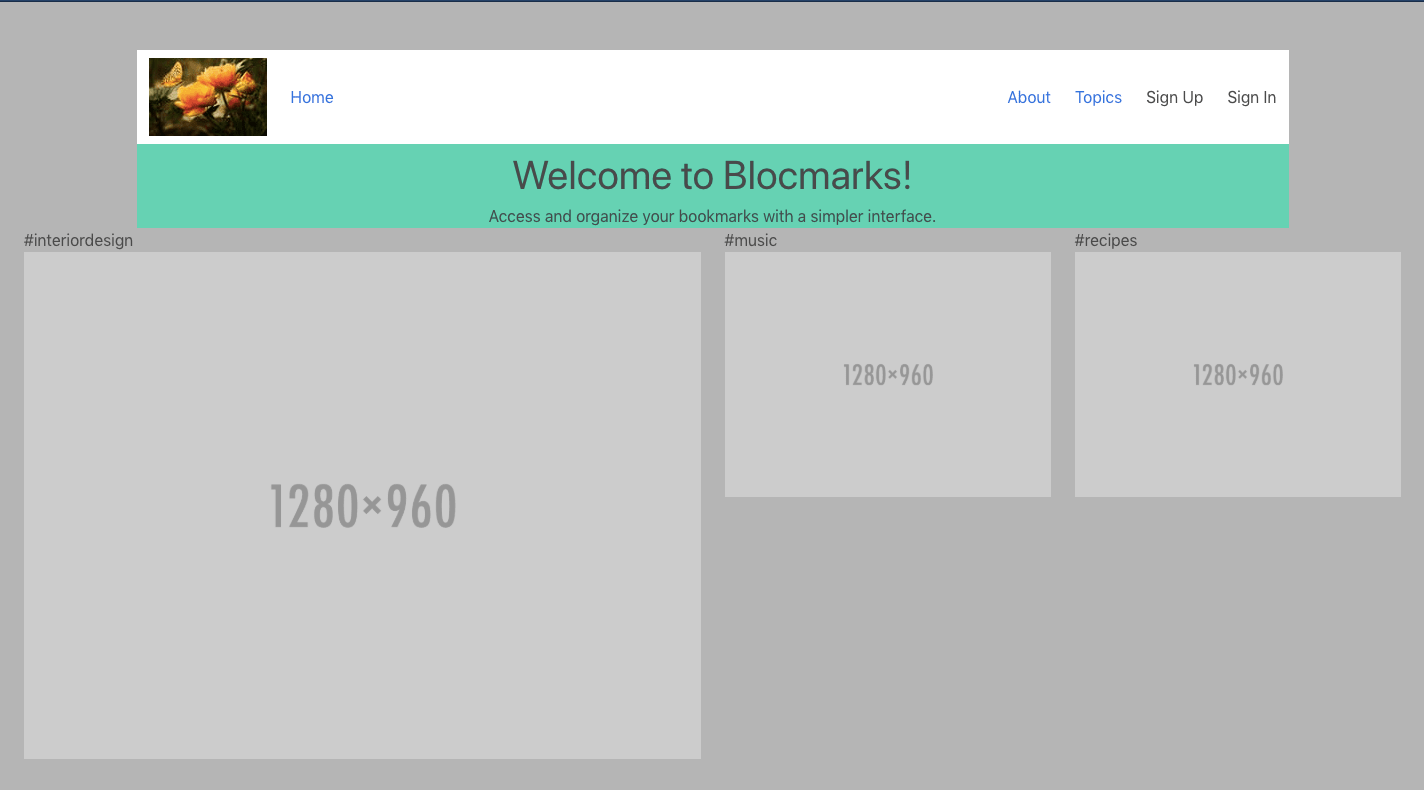 Home
About Topics Sign Up Sign In
Welcome to Blocmarks!
Access and organize your bookmarks with a simpler interface.
#interiordesign
1280×960
#music
1280×960
#recipes
1280×960